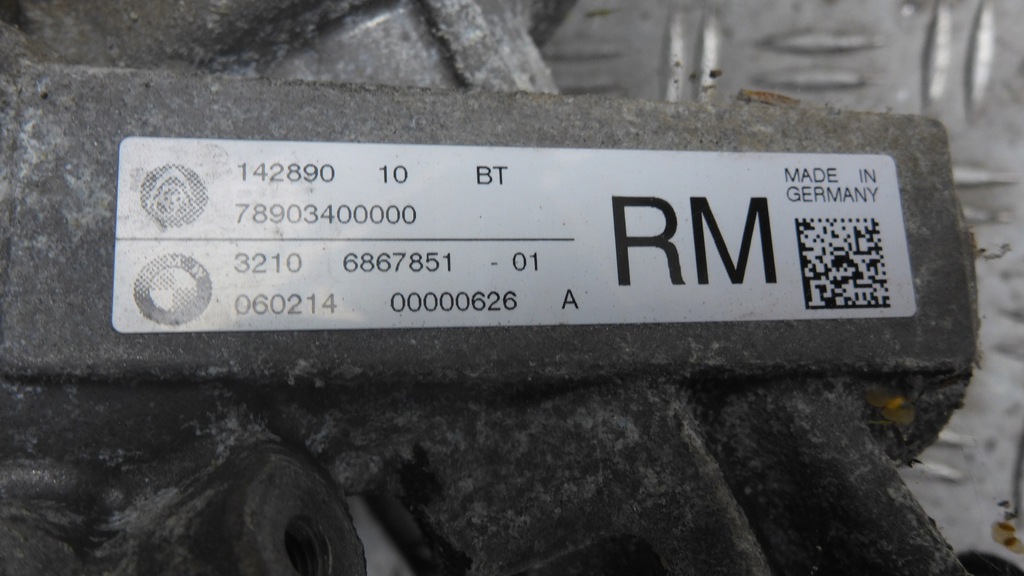 142890 10 BT
78903400000
3210 6867851 - 01
060214 00000626 A
RM
MADE IN
GERMANY